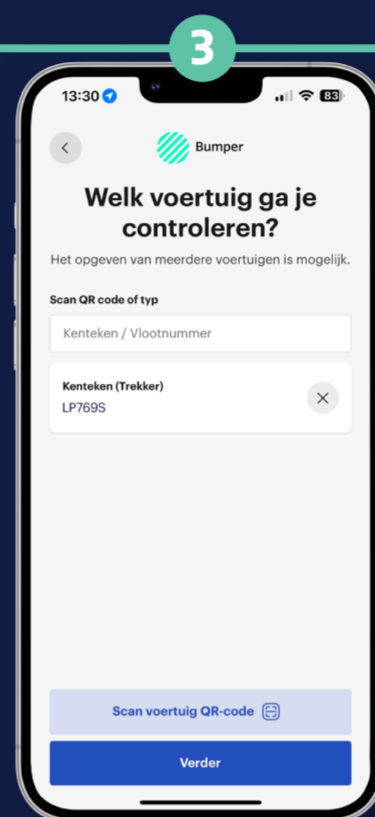 3
13:30
83
Bumper
Welk voertuig ga je
controleren?
Het opgeven van meerdere voertuigen is mogelijk.
Scan QR code of typ
Kenteken / Vlootnummer
Kenteken (Trekker)
LP769S
Scan voertuig QR-code
Verder